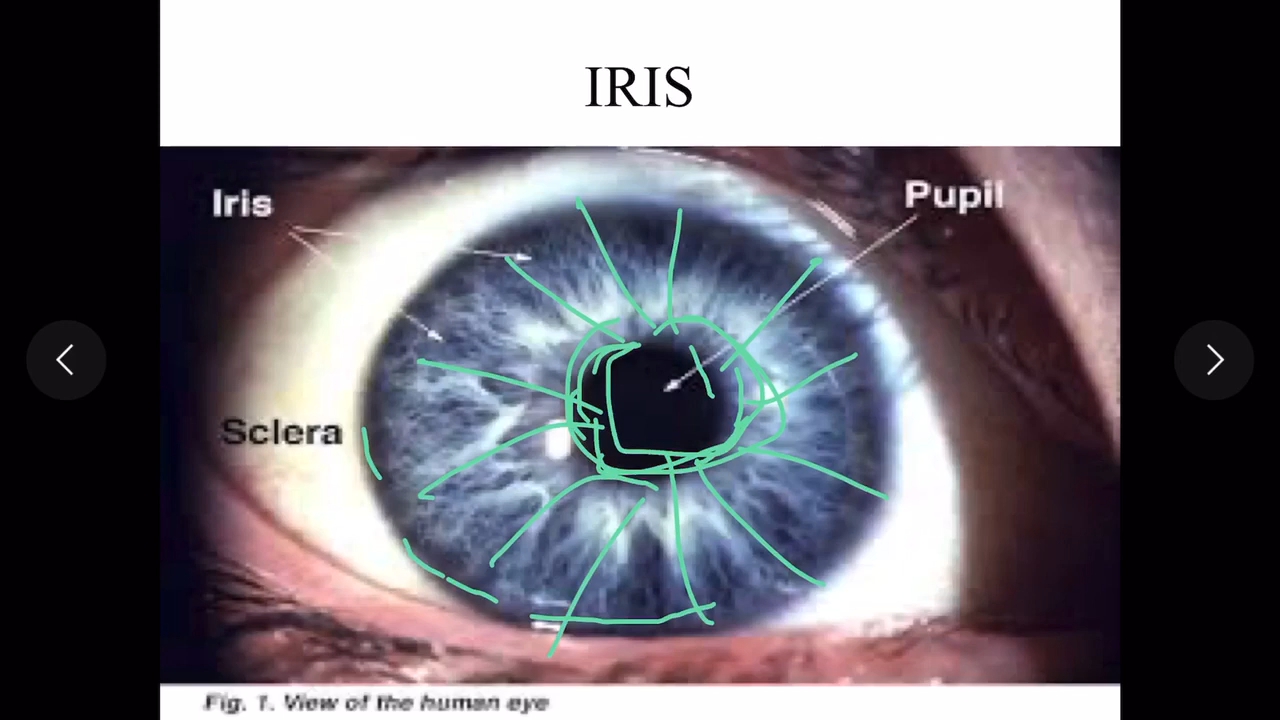 IRIS
Iris
Pupil
Sclera
Fig. 1. View of the human eye